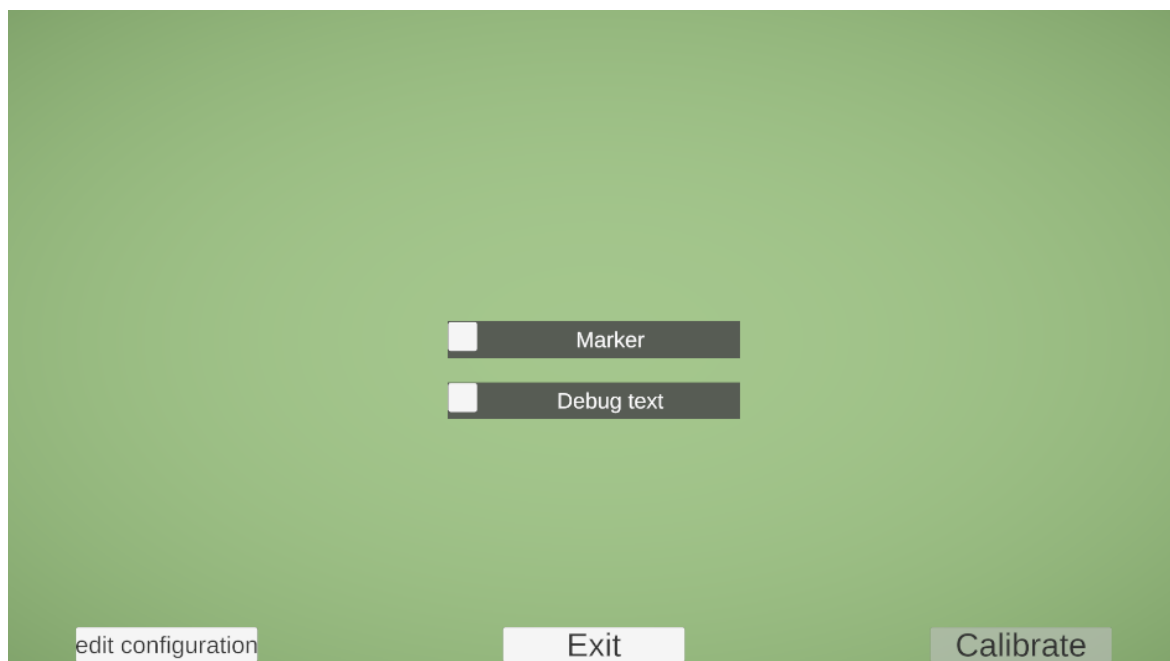 Marker
Debug text
edit configuration
Exit
Calibrate